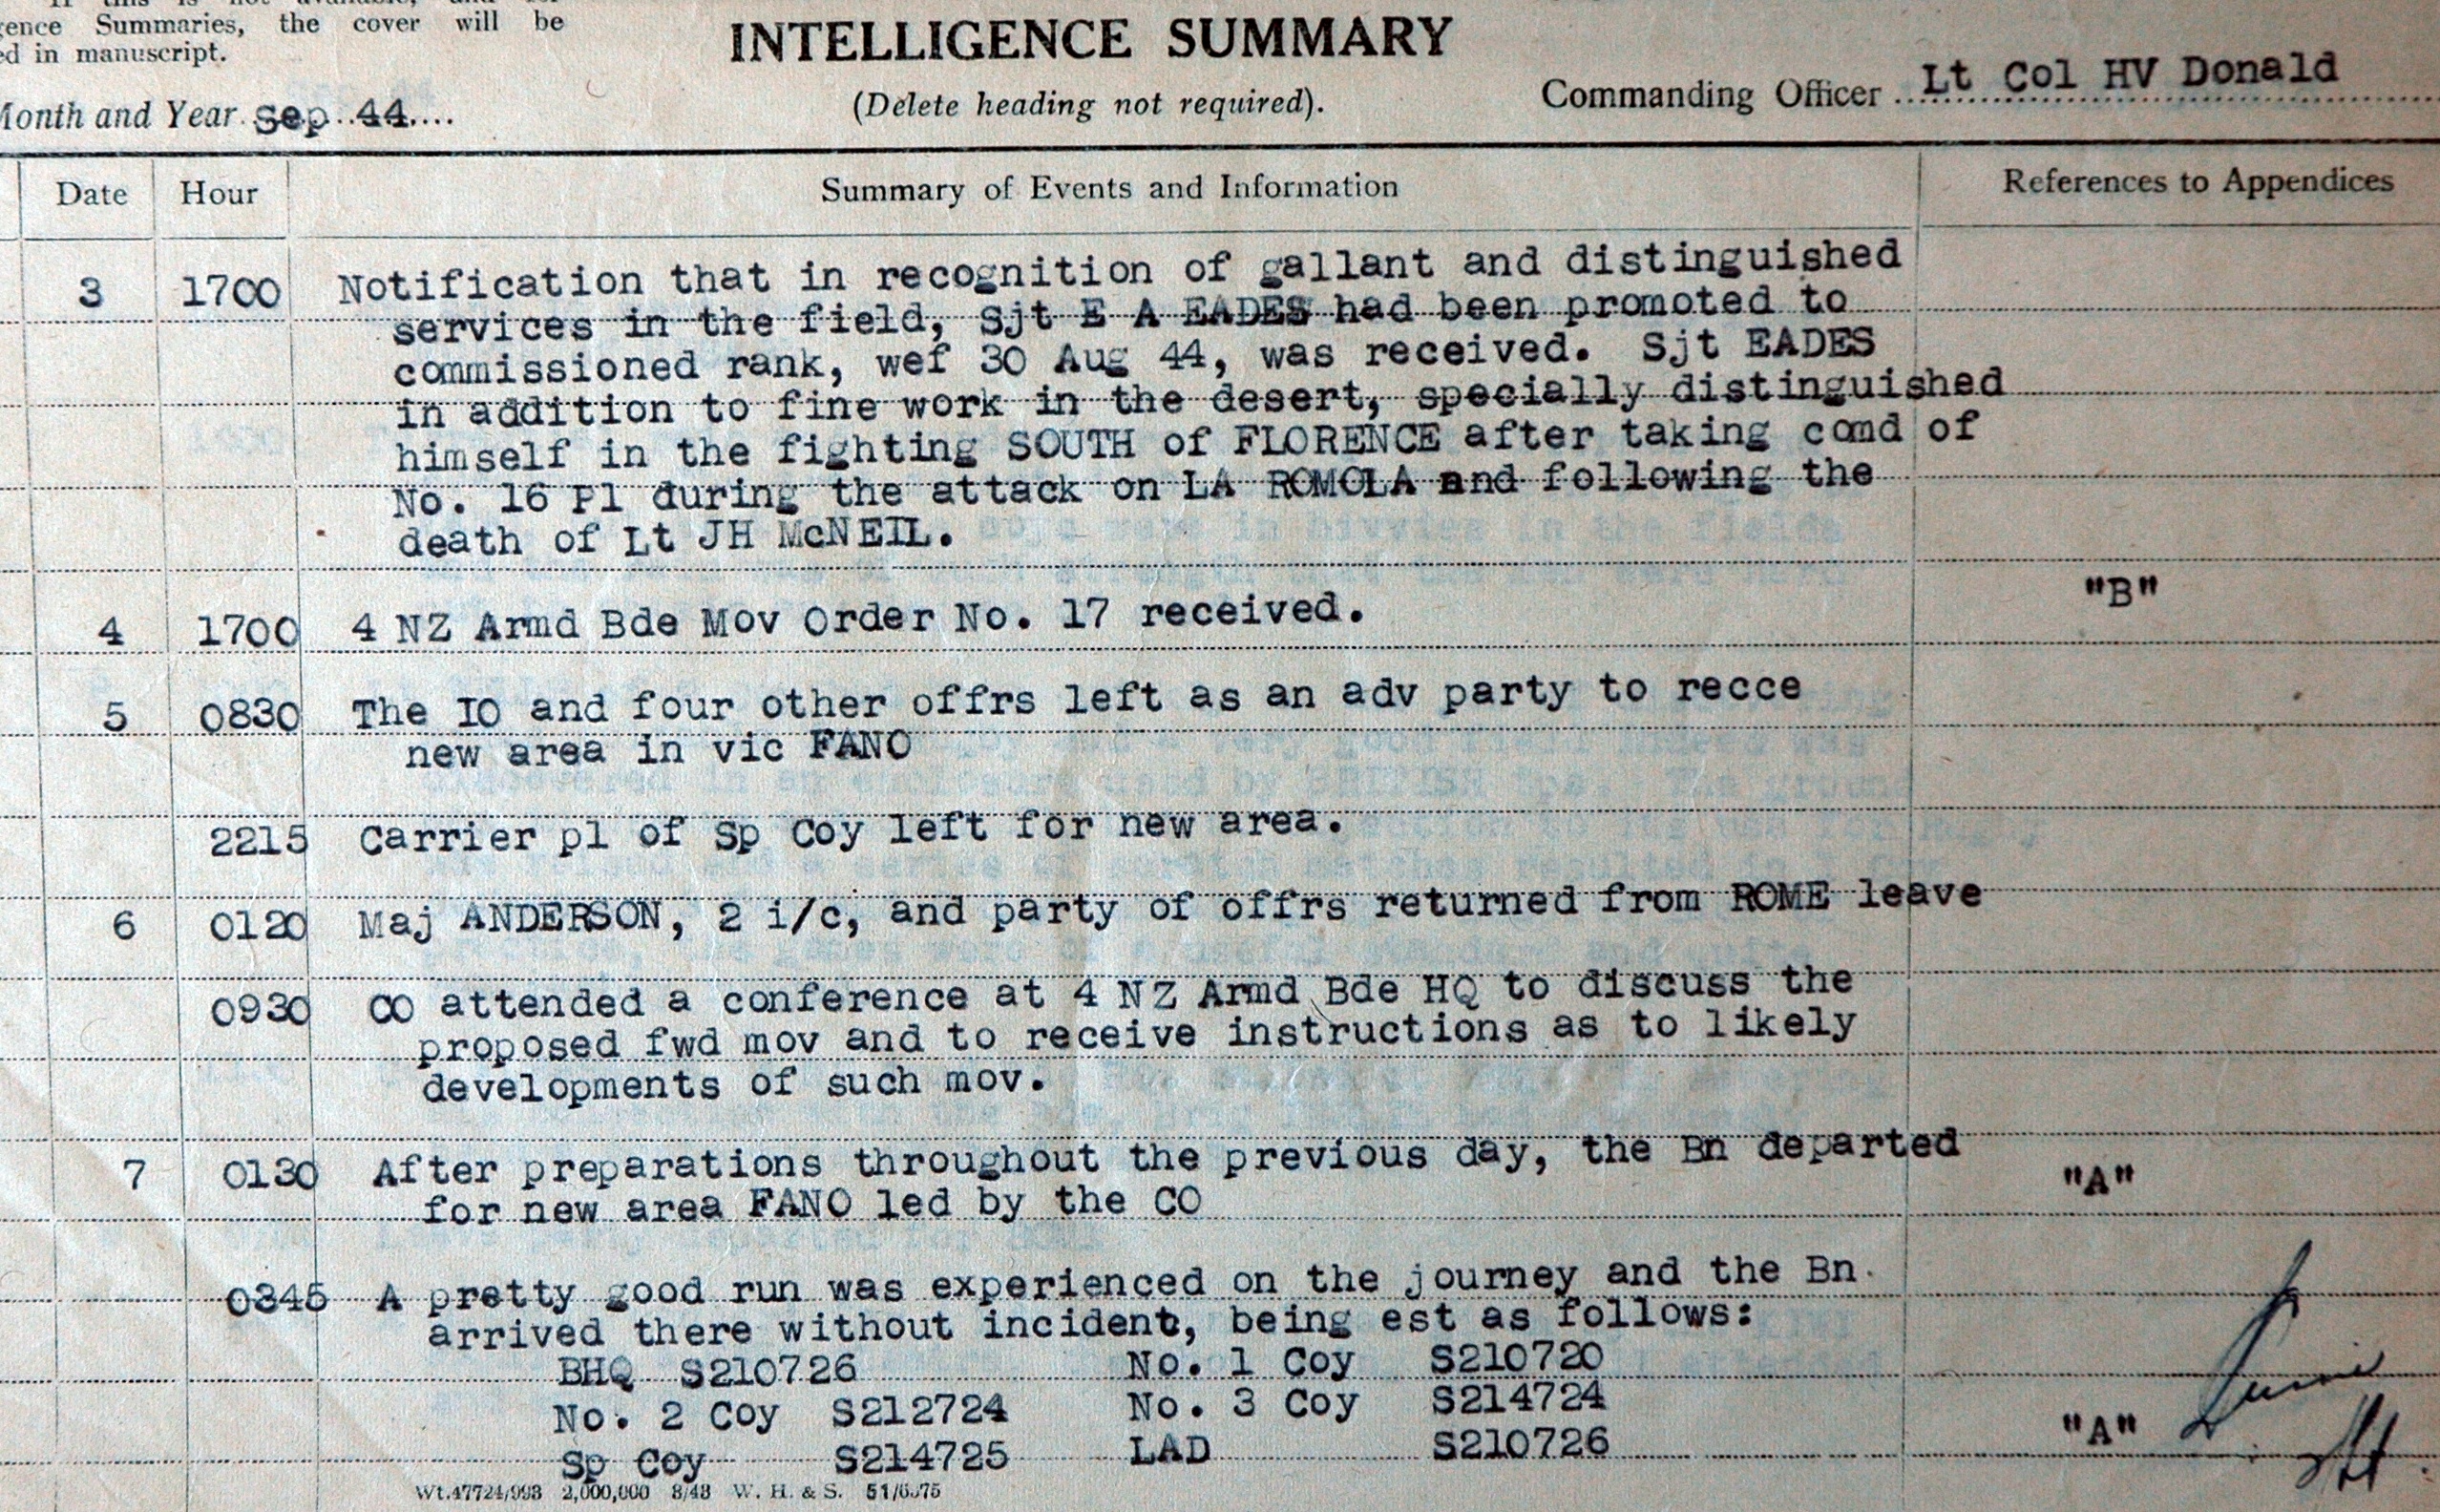 gence Summaries, the cover will be
ed in manuscript.
INTELLIGENCE SUMMARY
(Delete heading not required).
Commanding Officer Lt Col HV Donald
Month and Year Sep 44
Date Hour Summary of Events and Information References to Appendices
3 1700 Notification that in recognition of gallant and distinguished
services in the field, Sjt E A EADES had been promoted to
commissioned rank, wef 30 Aug 44, was received. Sjt EADES
in addition to fine work in the desert, specially distinguished
himself in the fighting SOUTH of FLORENCE after taking comd of
No. 16 Pl during the attack on LA ROMOLA and following the
death of Lt JH McNEIL.
4 1700 4 NZ Armd Bde Mov Order No. 17 received. "B"
5 0830 The IO and four other offrs left as an adv party to recce
new area in vic FANO
2215 Carrier pl of Sp Coy left for new area.
6 0120 Maj ANDERSON, 2 i/c, and party of offrs returned from ROME leave
0930 CO attended a conference at 4 NZ Armd Bde HQ to discuss the
proposed fwd mov and to receive instructions as to likely
developments of such mov.
7 0130 After preparations throughout the previous day, the Bn departed "A"
for new area FANO led by the CO
0345 A pretty good run was experienced on the journey and the Bn
arrived there without incident, being est as follows:
BHQ S210726 No. 1 Coy S210720
No. 2 Coy S212724 No. 3 Coy S214724
Sp Coy S214725 LAD S210726 "A"
Wt.47724/993 2,000,000 8/43 W. H. & S.